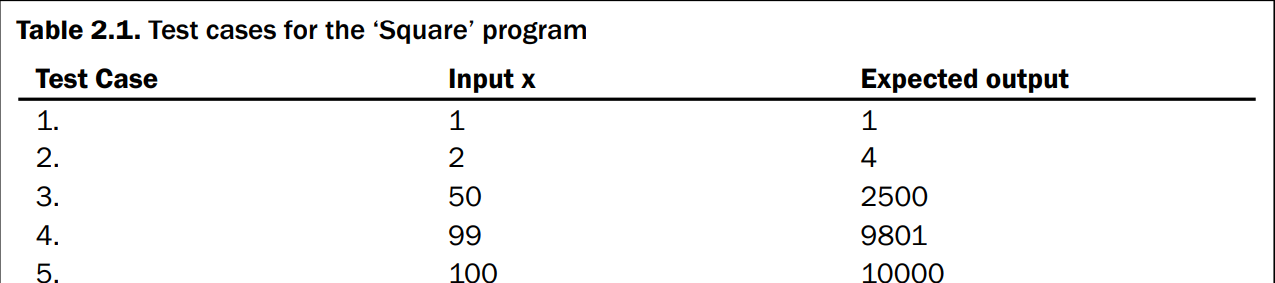 Table 2.1. Test cases for the ‘Square’ program
Test Case Input x Expected output
1. 1 1
2. 2 4
3. 50 2500
4. 99 9801
5. 100 10000